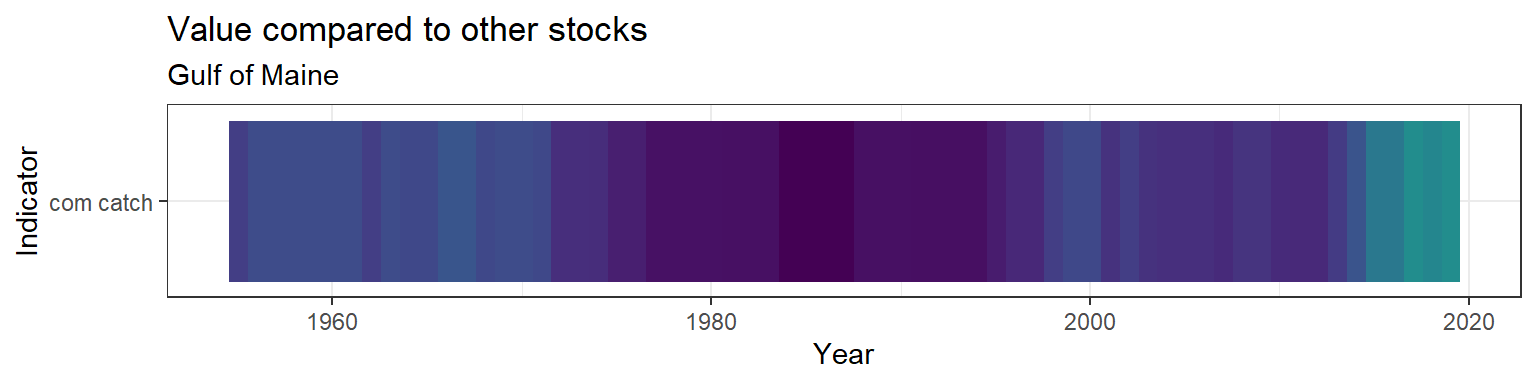 Value compared to other stocks
Gulf of Maine
Indicator
com catch
1960 1980 2000 2020
Year